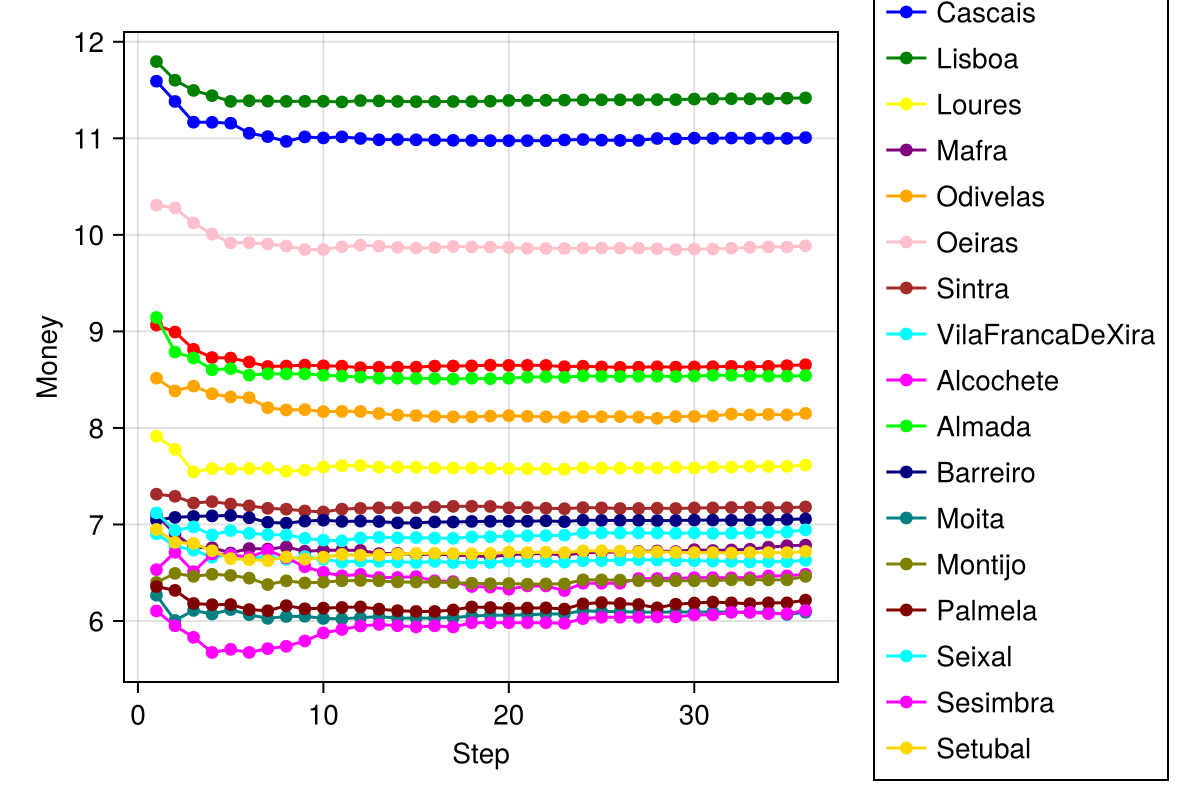 12
11
10
9
8
7
6
Money
0
10
20
30
Step
Cascais
Lisboa
Loures
Mafra
Odivelas
Oeiras
Sintra
VilaFrancaDeXira
Alcochete
Almada
Barreiro
Moita
Montijo
Palmela
Seixal
Sesimbra
Setubal